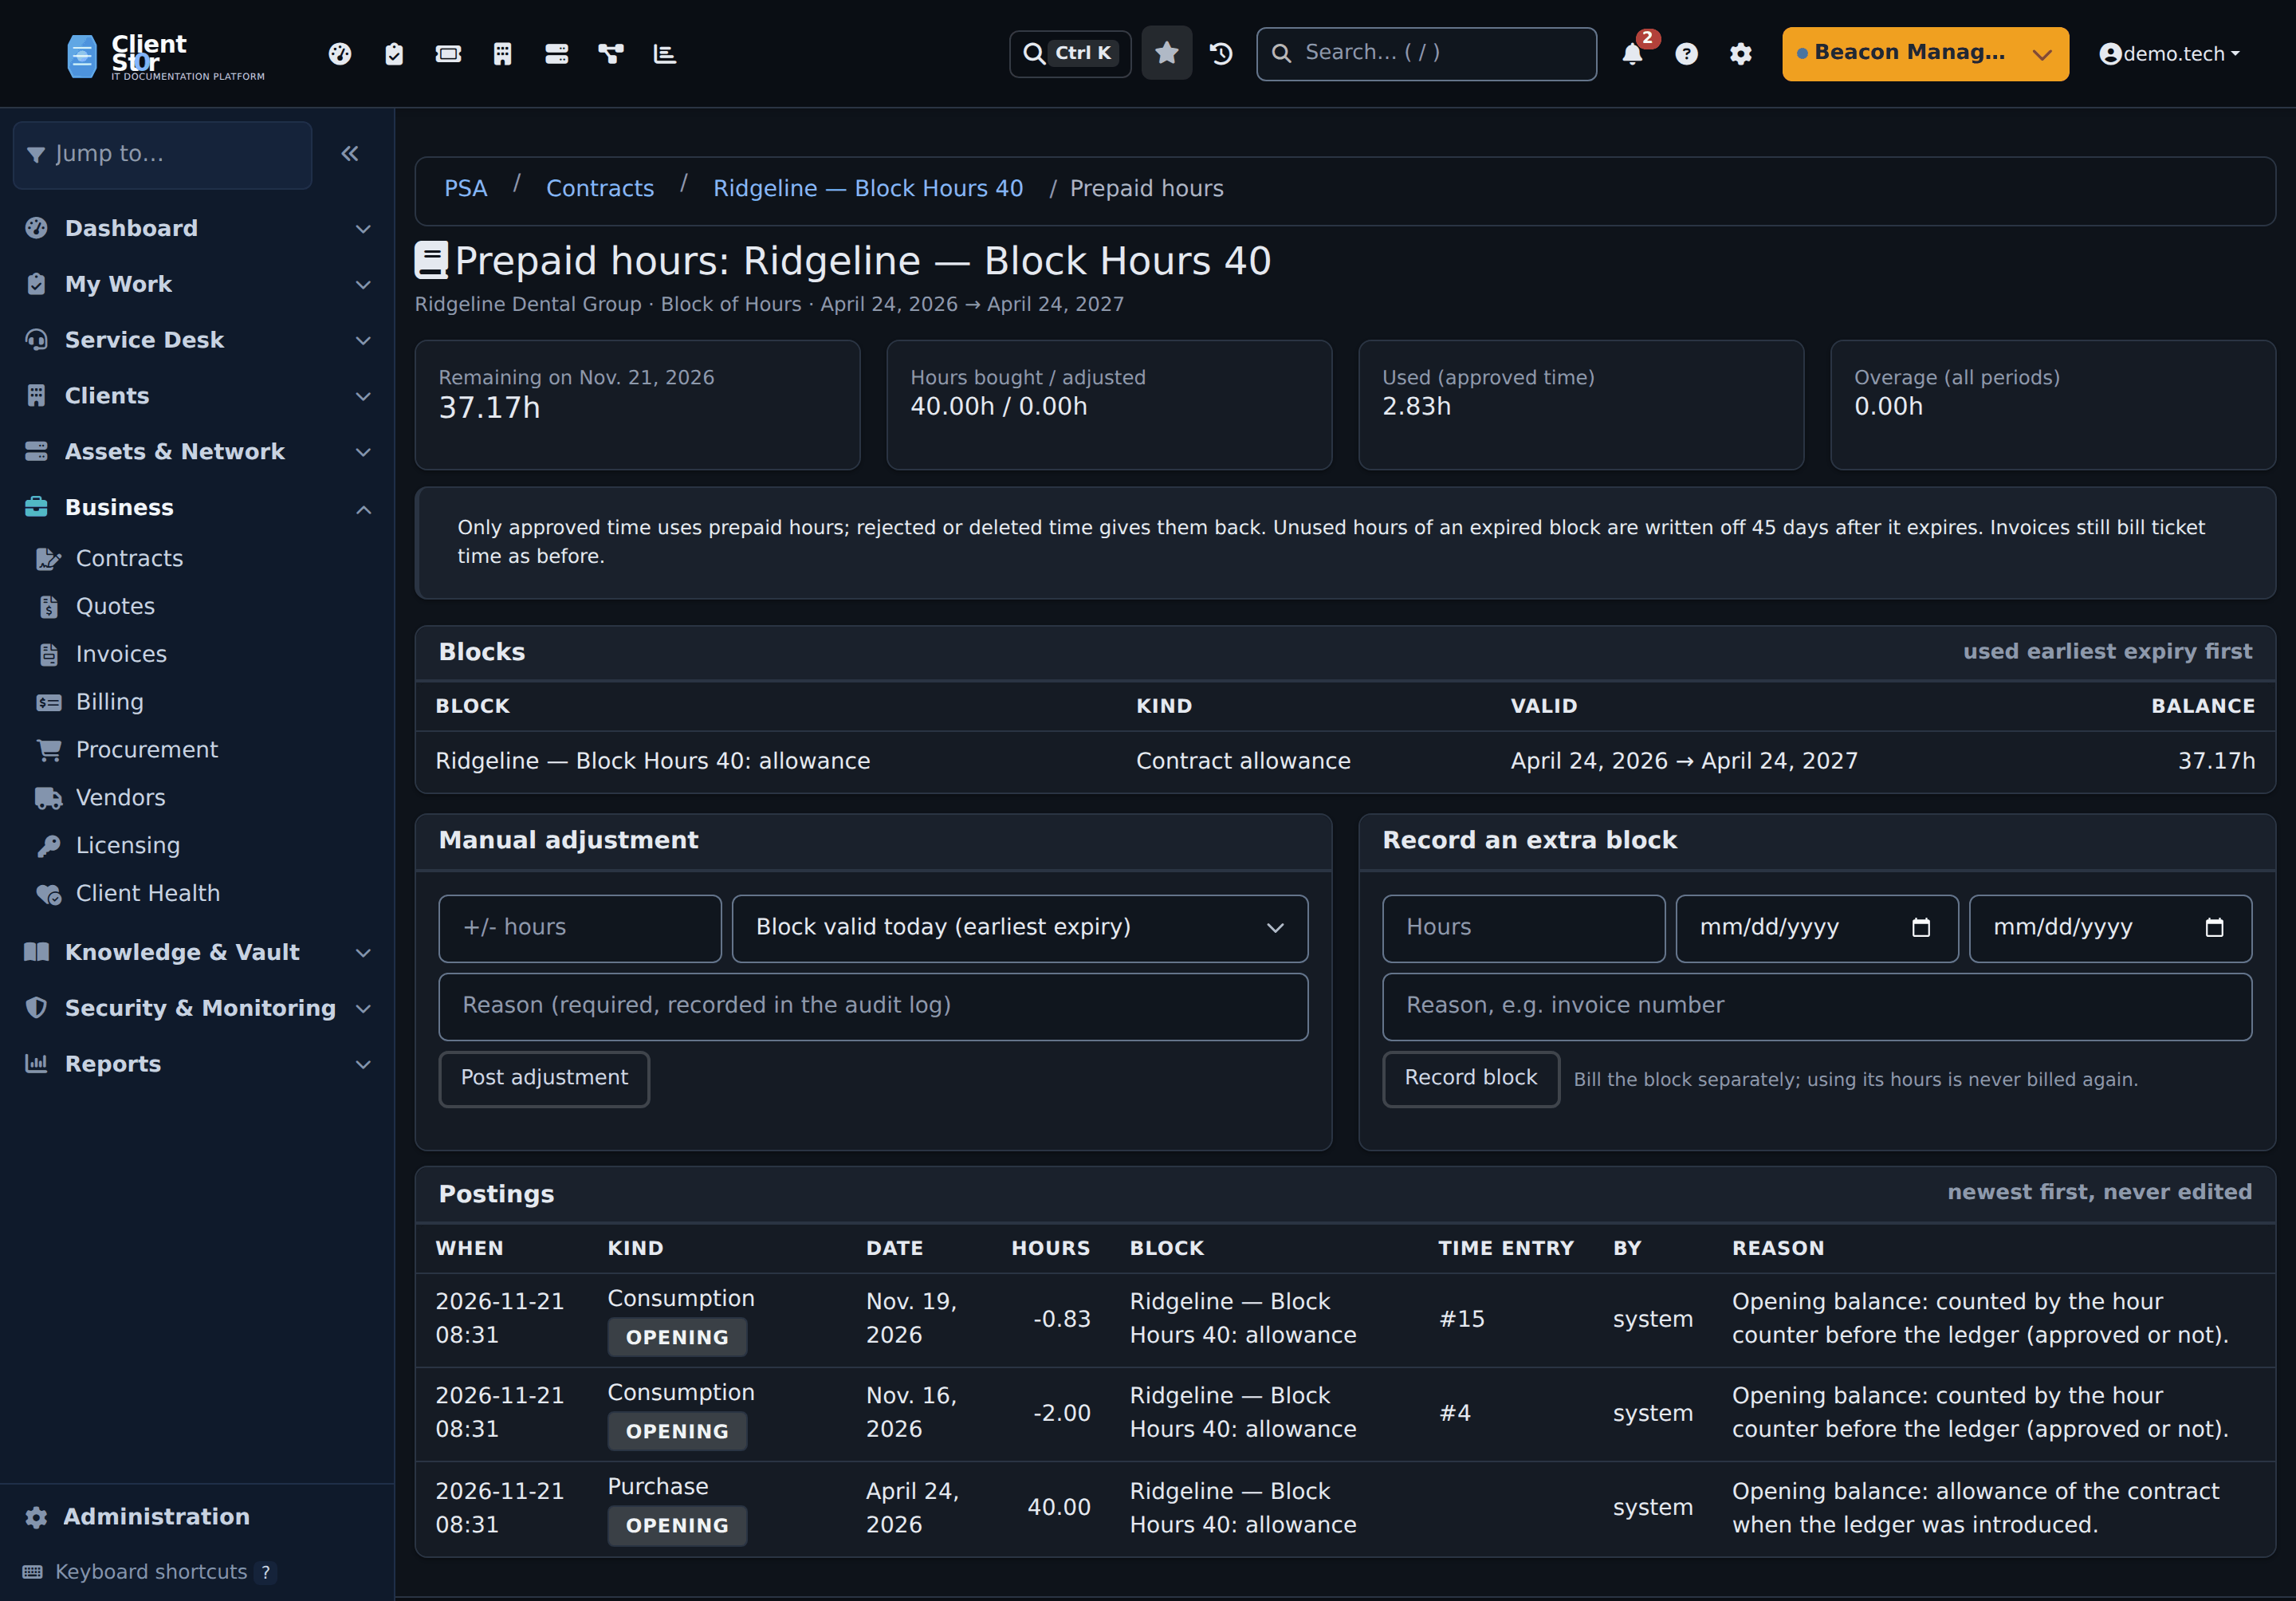 Client
St0r
IT DOCUMENTATION PLATFORM
Ctrl K
Search... ( / )
2
Beacon Manag...
demo.tech
Jump to...
Dashboard
My Work
Service Desk
Clients
Assets & Network
Business
Contracts
Quotes
Invoices
Billing
Procurement
Vendors
Licensing
Client Health
Knowledge & Vault
Security & Monitoring
Reports
Administration
Keyboard shortcuts ?
PSA / Contracts / Ridgeline — Block Hours 40 / Prepaid hours
Prepaid hours: Ridgeline — Block Hours 40
Ridgeline Dental Group · Block of Hours · April 24, 2026 → April 24, 2027
Remaining on Nov. 21, 2026
37.17h
Hours bought / adjusted
40.00h / 0.00h
Used (approved time)
2.83h
Overage (all periods)
0.00h
Only approved time uses prepaid hours; rejected or deleted time gives them back. Unused hours of an expired block are written off 45 days after it expires. Invoices still bill ticket
time as before.
Blocks used earliest expiry first
BLOCK KIND VALID BALANCE
Ridgeline — Block Hours 40: allowance Contract allowance April 24, 2026 → April 24, 2027 37.17h
Manual adjustment
+/- hours Block valid today (earliest expiry)
Reason (required, recorded in the audit log)
Post adjustment
Record an extra block
Hours mm/dd/yyyy mm/dd/yyyy
Reason, e.g. invoice number
Record block Bill the block separately; using its hours is never billed again.
Postings newest first, never edited
WHEN KIND DATE HOURS BLOCK TIME ENTRY BY REASON
2026-11-21 08:31 Consumption OPENING Nov. 19, 2026 -0.83 Ridgeline — Block Hours 40: allowance #15 system Opening balance: counted by the hour counter before the ledger (approved or not).
2026-11-21 08:31 Consumption OPENING Nov. 16, 2026 -2.00 Ridgeline — Block Hours 40: allowance #4 system Opening balance: counted by the hour counter before the ledger (approved or not).
2026-11-21 08:31 Purchase OPENING April 24, 2026 40.00 Ridgeline — Block Hours 40: allowance system Opening balance: allowance of the contract when the ledger was introduced.